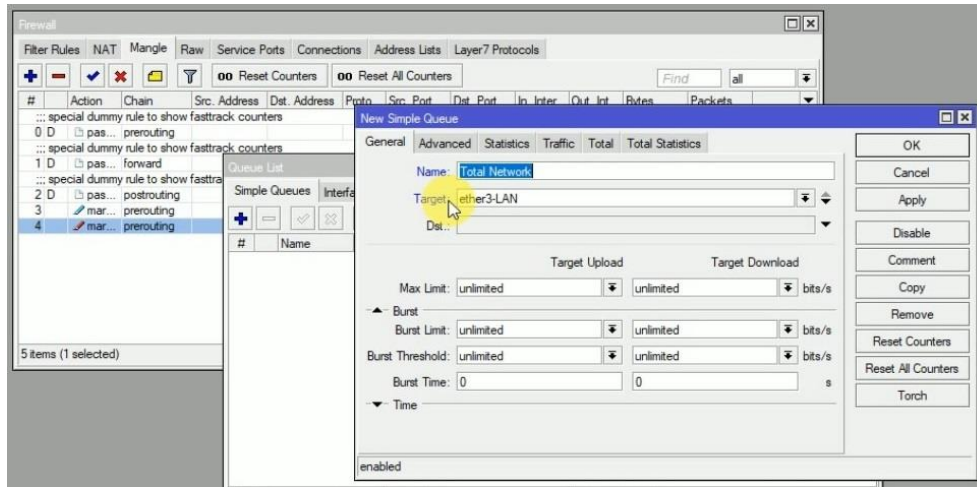 Firewall
Filter Rules NAT Mangle Raw Service Ports Connections Address Lists Layer7 Protocols
00 Reset Counters 00 Reset All Counters Find all
# Action Chain Src. Address Dst. Address Proto... Src. Port Dst. Port In. Inter... Out. Int... Bytes Packets
;;; special dummy rule to show fasttrack counters
0 D pas... prerouting
;;; special dummy rule to show fasttrack counters
1 D pas... forward
;;; special dummy rule to show fasttra
2 D pas... postrouting
3 mar... prerouting
4 mar... prerouting
5 items (1 selected)
Queue List
Simple Queues Interfa
# Name
New Simple Queue
General Advanced Statistics Traffic Total Total Statistics
Name: Total Network
Target: ether3-LAN
Dst.:
Target Upload Target Download
Max Limit: unlimited unlimited bits/s
Burst
Burst Limit: unlimited unlimited bits/s
Burst Threshold: unlimited unlimited bits/s
Burst Time: 0 0 s
Time
enabled
OK
Cancel
Apply
Disable
Comment
Copy
Remove
Reset Counters
Reset All Counters
Torch